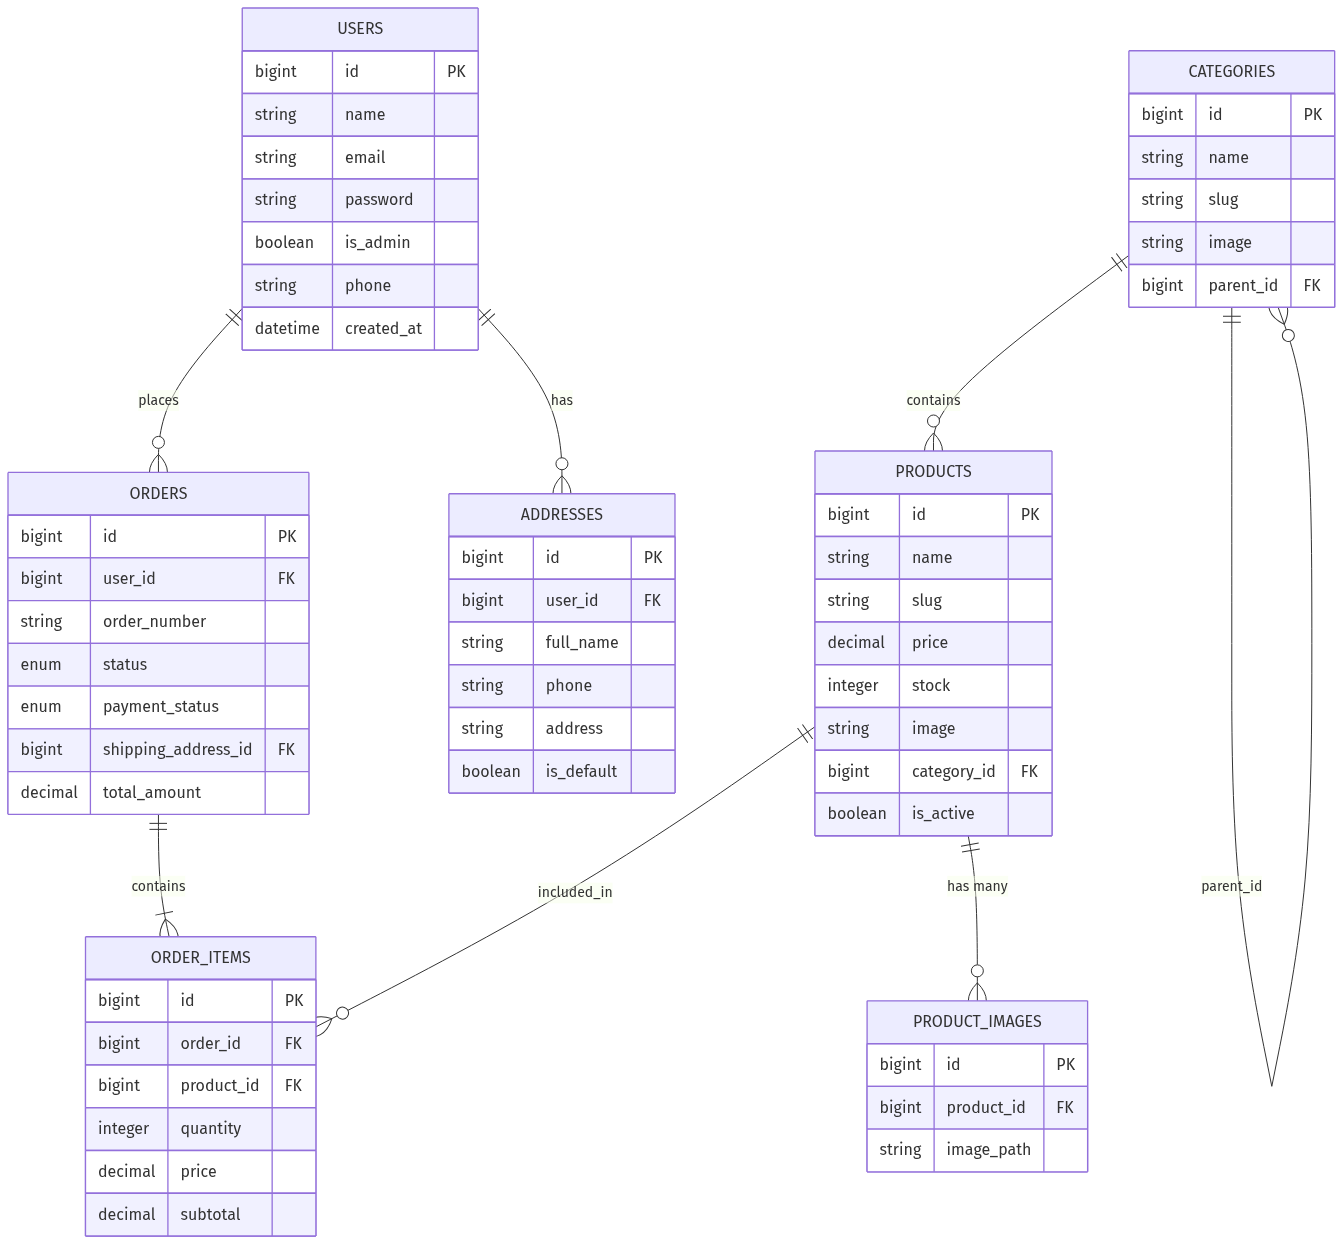 USERS
bigint id PK
string name
string email
string password
boolean is_admin
string phone
datetime created_at
CATEGORIES
bigint id PK
string name
string slug
string image
bigint parent_id FK
places
has
contains
ORDERS
bigint id PK
bigint user_id FK
string order_number
enum status
enum payment_status
bigint shipping_address_id FK
decimal total_amount
ADDRESSES
bigint id PK
bigint user_id FK
string full_name
string phone
string address
boolean is_default
PRODUCTS
bigint id PK
string name
string slug
decimal price
integer stock
string image
bigint category_id FK
boolean is_active
contains
included_in
has many
parent_id
ORDER_ITEMS
bigint id PK
bigint order_id FK
bigint product_id FK
integer quantity
decimal price
decimal subtotal
PRODUCT_IMAGES
bigint id PK
bigint product_id FK
string image_path